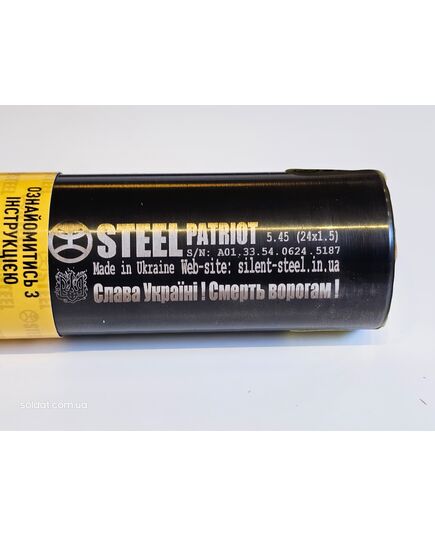 ОЗНАЙОМИТИСЬ З
ІНСТРУКЦІЄЮ
STEEL
STEEL PATRIOT 5.45 (24x1.5)
S/N: A01.33.54.0624.5187
Made in Ukraine Web-site: silent-steel.in.ua
Слава Україні! Смерть ворогам!
soldat.com.ua